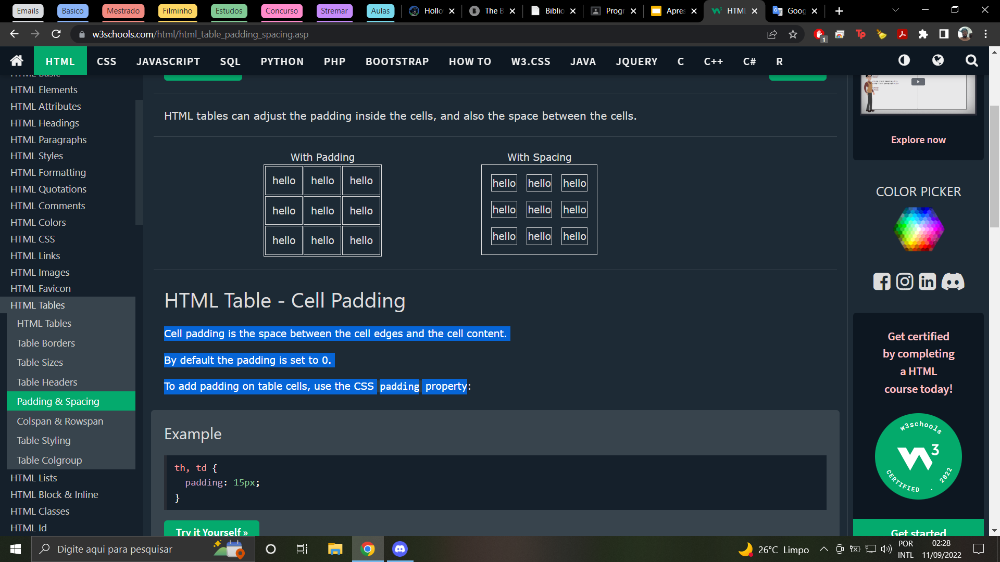 Emails
Basico
Mestrado
Filminho
Estudos
Concurso
Stremar
Aulas
Hollo
The B
Biblio
Progr
Apres
HTML
Goog
w3schools.com/html/html_table_padding_spacing.asp
1
HTML
CSS
JAVASCRIPT
SQL
PYTHON
PHP
BOOTSTRAP
HOW TO
W3.CSS
JAVA
JQUERY
C
C++
C#
R
HTML Basic
HTML Elements
HTML Attributes
HTML Headings
HTML Paragraphs
HTML Styles
HTML Formatting
HTML Quotations
HTML Comments
HTML Colors
HTML CSS
HTML Links
HTML Images
HTML Favicon
HTML Tables
HTML Tables
Table Borders
Table Sizes
Table Headers
Padding & Spacing
Colspan & Rowspan
Table Styling
Table Colgroup
HTML Lists
HTML Block & Inline
HTML Classes
HTML Id
HTML tables can adjust the padding inside the cells, and also the space between the cells.
With Padding
hello hello hello
hello hello hello
hello hello hello
With Spacing
hello hello hello
hello hello hello
hello hello hello
HTML Table - Cell Padding
Cell padding is the space between the cell edges and the cell content.
By default the padding is set to 0.
To add padding on table cells, use the CSS padding property:
Example
th, td {
padding: 15px;
}
Try it Yourself »
Explore now
COLOR PICKER
Get certified
by completing
a HTML
course today!
w3schools
W3
CERTIFIED . 2022
Get started
Digite aqui para pesquisar
26°C Limpo
POR
INTL
02:28
11/09/2022